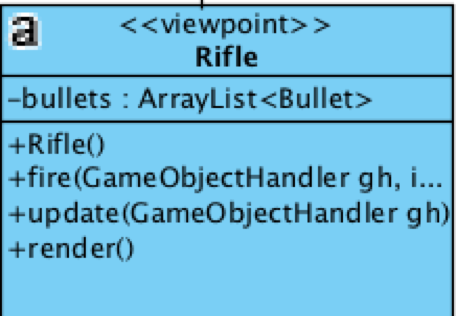 a
<<viewpoint>>
Rifle
-bullets : ArrayList<Bullet>
+Rifle()
+fire(GameObjectHandler gh, i...
+update(GameObjectHandler gh)
+render()